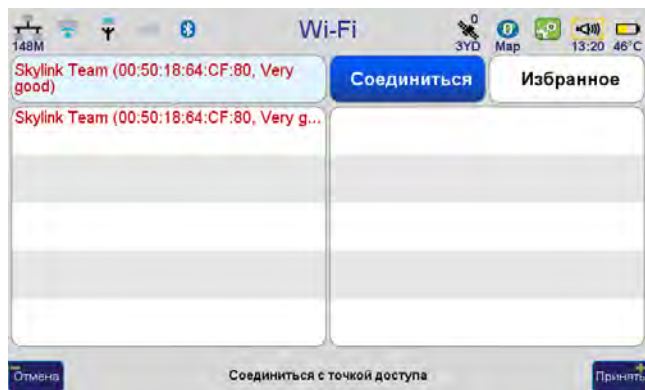 Wi-Fi
0
148M
3YD
Map
13:20
46°C
Skylink Team (00:50:18:64:CF:80, Very
good)
Соединиться
Избранное
Skylink Team (00:50:18:64:CF:80, Very g...
Отмена
Соединиться с точкой доступа
Принять